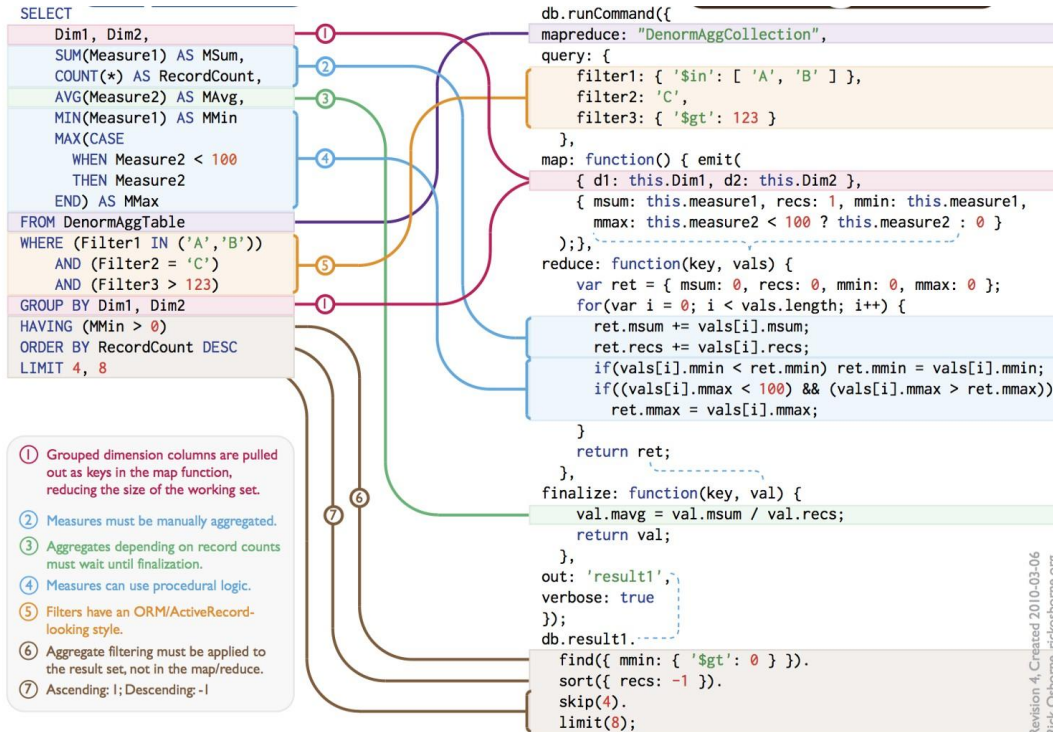 SELECT
Dim1, Dim2,
SUM(Measure1) AS MSum,
COUNT(*) AS RecordCount,
AVG(Measure2) AS MAvg,
MIN(Measure1) AS MMin
MAX(CASE
WHEN Measure2 < 100
THEN Measure2
END) AS MMax
FROM DenormAggTable
WHERE (Filter1 IN ('A','B'))
AND (Filter2 = 'C')
AND (Filter3 > 123)
GROUP BY Dim1, Dim2
HAVING (MMin > 0)
ORDER BY RecordCount DESC
LIMIT 4, 8
1
2
3
4
5
1
6
7
1 Grouped dimension columns are pulled
out as keys in the map function,
reducing the size of the working set.
2 Measures must be manually aggregated.
3 Aggregates depending on record counts
must wait until finalization.
4 Measures can use procedural logic.
5 Filters have an ORM/ActiveRecord-
looking style.
6 Aggregate filtering must be applied to
the result set, not in the map/reduce.
7 Ascending: 1; Descending: -1
db.runCommand({
mapreduce: "DenormAggCollection",
query: {
filter1: { '$in': [ 'A', 'B' ] },
filter2: 'C',
filter3: { '$gt': 123 }
},
map: function() { emit(
{ d1: this.Dim1, d2: this.Dim2 },
{ msum: this.measure1, recs: 1, mmin: this.measure1,
mmax: this.measure2 < 100 ? this.measure2 : 0 }
);},
reduce: function(key, vals) {
var ret = { msum: 0, recs: 0, mmin: 0, mmax: 0 };
for(var i = 0; i < vals.length; i++) {
ret.msum += vals[i].msum;
ret.recs += vals[i].recs;
if(vals[i].mmin < ret.mmin) ret.mmin = vals[i].mmin;
if((vals[i].mmax < 100) && (vals[i].mmax > ret.mmax))
ret.mmax = vals[i].mmax;
}
return ret;
},
finalize: function(key, val) {
val.mavg = val.msum / val.recs;
return val;
},
out: 'result1',
verbose: true
});
db.result1.
find({ mmin: { '$gt': 0 } }).
sort({ recs: -1 }).
skip(4).
limit(8);
Revision 4, Created 2010-03-06
Rick Osborne, rickosborne.org